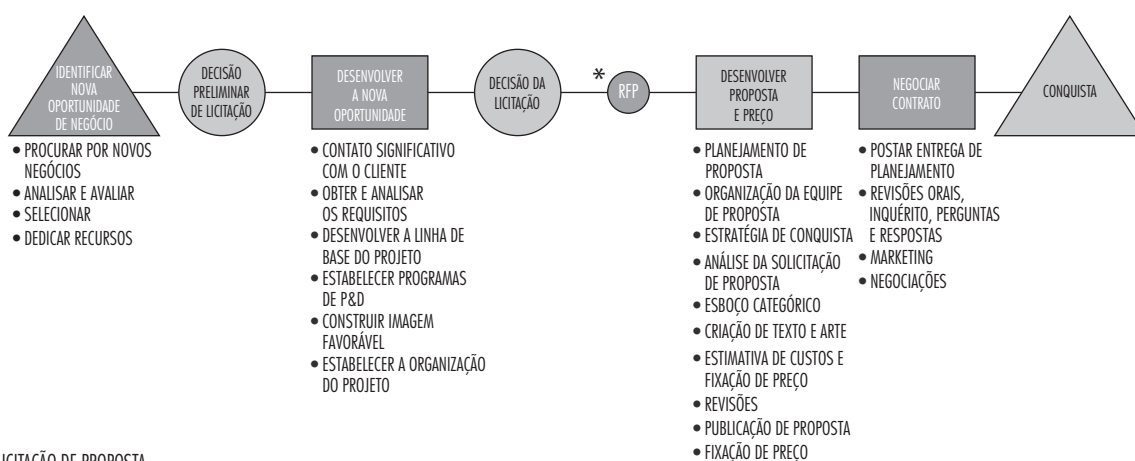 IDENTIFICAR
NOVA
OPORTUNIDADE
DE NEGÓCIO
DECISÃO
PRELIMINAR
DE LICITAÇÃO
DESENVOLVER
A NOVA
OPORTUNIDADE
DECISÃO DA
LICITAÇÃO
*
RFP
DESENVOLVER
PROPOSTA
E PREÇO
NEGOCIAR
CONTRATO
CONQUISTA
• PROCURAR POR NOVOS
NEGÓCIOS
• ANALISAR E AVALIAR
• SELECIONAR
• DEDICAR RECURSOS
• CONTATO SIGNIFICATIVO
COM O CLIENTE
• OBTER E ANALISAR
OS REQUISITOS
• DESENVOLVER A LINHA DE
BASE DO PROJETO
• ESTABELECER PROGRAMAS
DE P&D
• CONSTRUIR IMAGEM
FAVORÁVEL
• ESTABELECER A ORGANIZAÇÃO
DO PROJETO
• PLANEJAMENTO DE
PROPOSTA
• ORGANIZAÇÃO DA EQUIPE
DE PROPOSTA
• ESTRATÉGIA DE CONQUISTA
• ANÁLISE DA SOLICITAÇÃO
DE PROPOSTA
• ESBOÇO CATEGÓRICO
• CRIAÇÃO DE TEXTO E ARTE
• ESTIMATIVA DE CUSTOS E
FIXAÇÃO DE PREÇO
• REVISÕES
• PUBLICAÇÃO DE PROPOSTA
• FIXAÇÃO DE PREÇO
• POSTAR ENTREGA DE
PLANEJAMENTO
• REVISÕES ORAIS,
INQUÉRITO, PERGUNTAS
E RESPOSTAS
• MARKETING
• NEGOCIAÇÕES
DE PROPOSTA